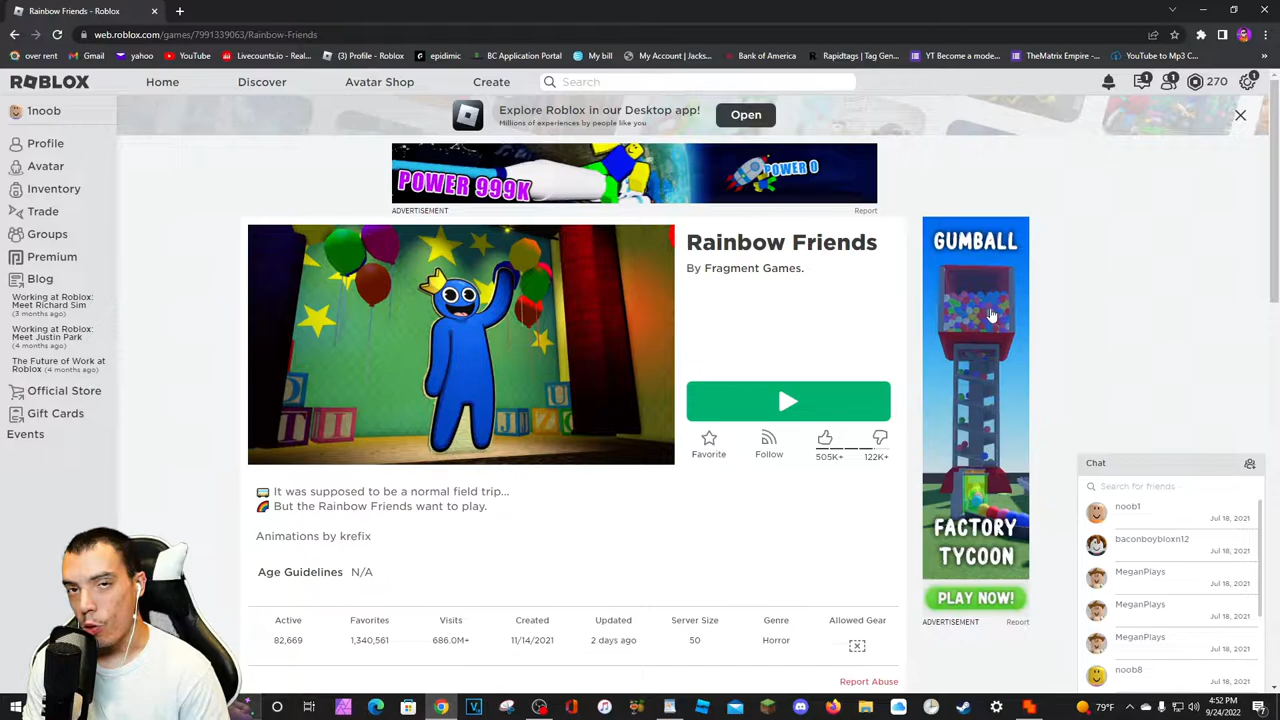 Rainbow Friends - Roblox
web.roblox.com/games/7991339063/Rainbow-Friends
over rent
Gmail
youtube
Livecounts.io - Real...
(3) Profile - Roblox
epidimic
BC Application Portal
My bill
My Account | Jacks...
Bank of America
Rapidtags | Tag Gen...
YT Become a mode...
TheMatrix Empire -...
YouTube to Mp3 C...
ROBLOX
Home
Discover
Avatar Shop
Create
Search
1
1
270
1
1noob
Profile
Avatar
Inventory
Trade
Groups
Premium
Blog
Working at Roblox:
Meet Richard Sim
(3 months ago)
Working at Roblox:
Meet Justin Park
(4 months ago)
The Future of Work at
Roblox (4 months ago)
Official Store
Gift Cards
Events
Explore Roblox in our Desktop app!
Millions of experiences by people like you
Open
POWER 999K
POWER 0
ADVERTISEMENT
Report
Rainbow Friends
By Fragment Games.
Favorite
Follow
505K+
122K+
It was supposed to be a normal field trip...
But the Rainbow Friends want to play.
Animations by krefix
Age Guidelines N/A
Active
Favorites
Visits
Created
Updated
Server Size
Genre
Allowed Gear
82,669
1,340,561
686.0M+
11/14/2021
2 days ago
50
Horror
Report Abuse
GUMBALL
FACTORY
TYCOON
PLAY NOW!
ADVERTISEMENT
Report
Chat
Search for friends
noob1
Jul 18, 2021
baconboybloxn12
Jul 18, 2021
MeganPlays
Jul 18, 2021
MeganPlays
Jul 18, 2021
MeganPlays
Jul 18, 2021
noob8
Jul 18, 2021
79°F
4:52 PM
9/24/2022